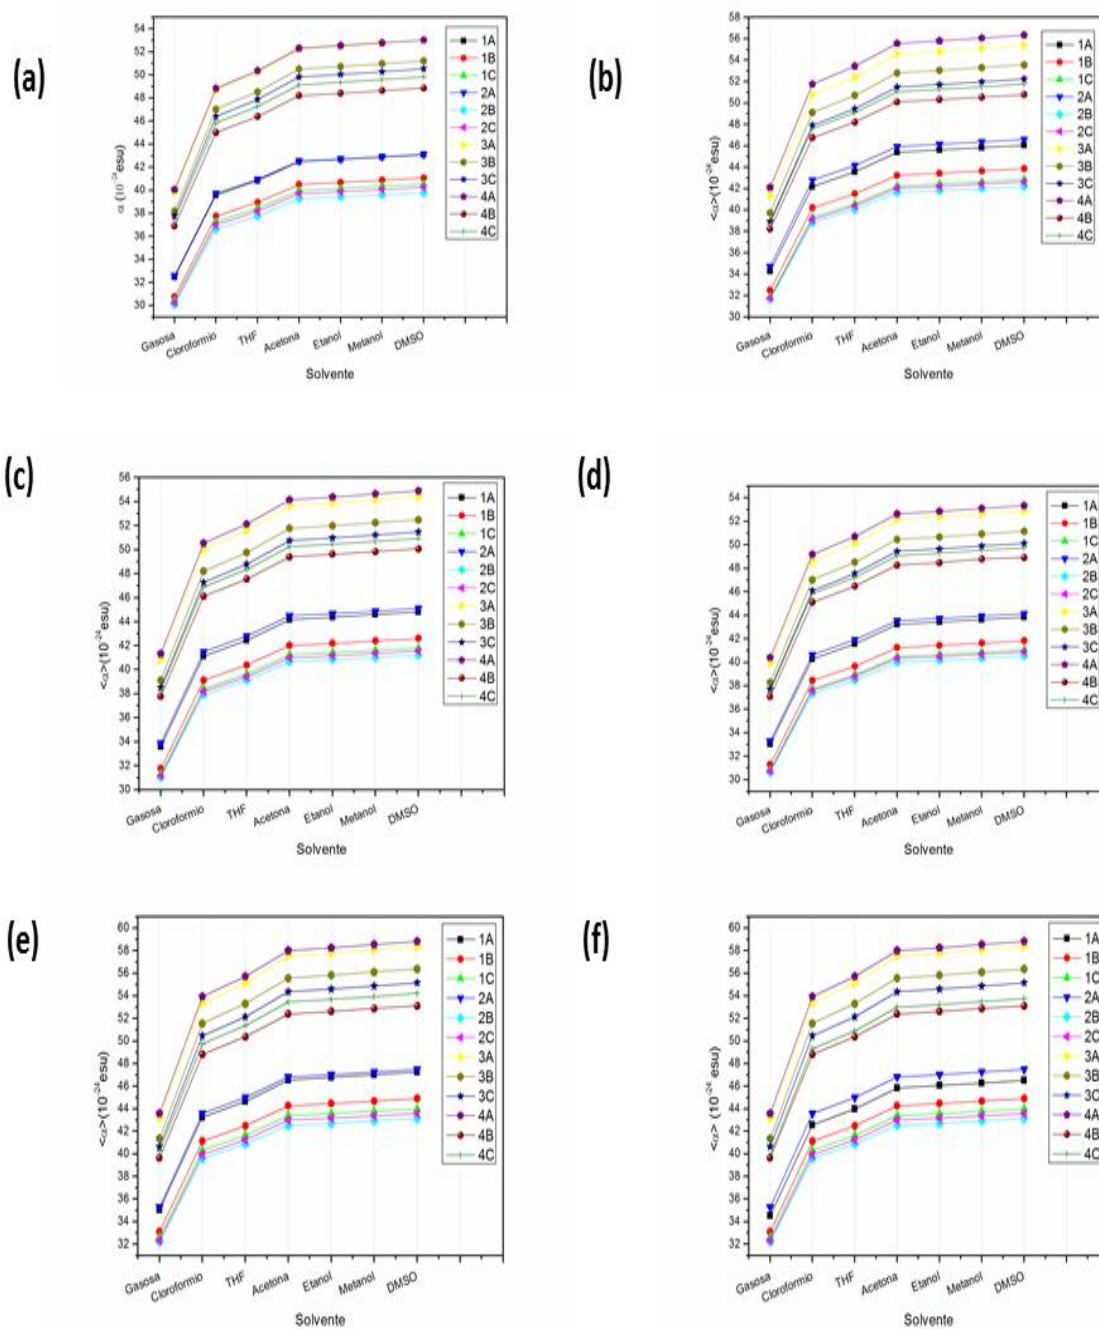 (a)
α (10⁻²⁴esu)
54
52
50
48
46
44
42
40
38
36
34
32
30
Gasosa Cloroformio THF Acetona Etanol Metanol DMSO
Solvente
1A
1B
1C
2A
2B
2C
3A
3B
3C
4A
4B
4C
(b)
<α>(10⁻²⁴esu)
58
56
54
52
50
48
46
44
42
40
38
36
34
32
30
Gasosa Cloroformio THF Acetona Etanol Metanol DMSO
Solvente
1A
1B
1C
2A
2B
2C
3A
3B
3C
4A
4B
4C
(c)
<α>(10⁻²⁴esu)
56
54
52
50
48
46
44
42
40
38
36
34
32
30
Gasosa Cloroformio THF Acetona Etanol Metanol DMSO
Solvente
1A
1B
1C
2A
2B
2C
3A
3B
3C
4A
4B
4C
(d)
<α>(10⁻²⁴esu)
54
52
50
48
46
44
42
40
38
36
34
32
30
Gasosa Cloroformio THF Acetona Etanol Metanol DMSO
Solvente
1A
1B
1C
2A
2B
2C
3A
3B
3C
4A
4B
4C
(e)
<α>(10⁻²⁴esu)
60
58
56
54
52
50
48
46
44
42
40
38
36
34
32
Gasosa Cloroformio THF Acetona Etanol Metanol DMSO
Solvente
1A
1B
1C
2A
2B
2C
3A
3B
3C
4A
4B
4C
(f)
<α> (10⁻²⁴esu)
60
58
56
54
52
50
48
46
44
42
40
38
36
34
32
Gasosa Cloroformio THF Acetona Etanol Metanol DMSO
Solvente
1A
1B
1C
2A
2B
2C
3A
3B
3C
4A
4B
4C